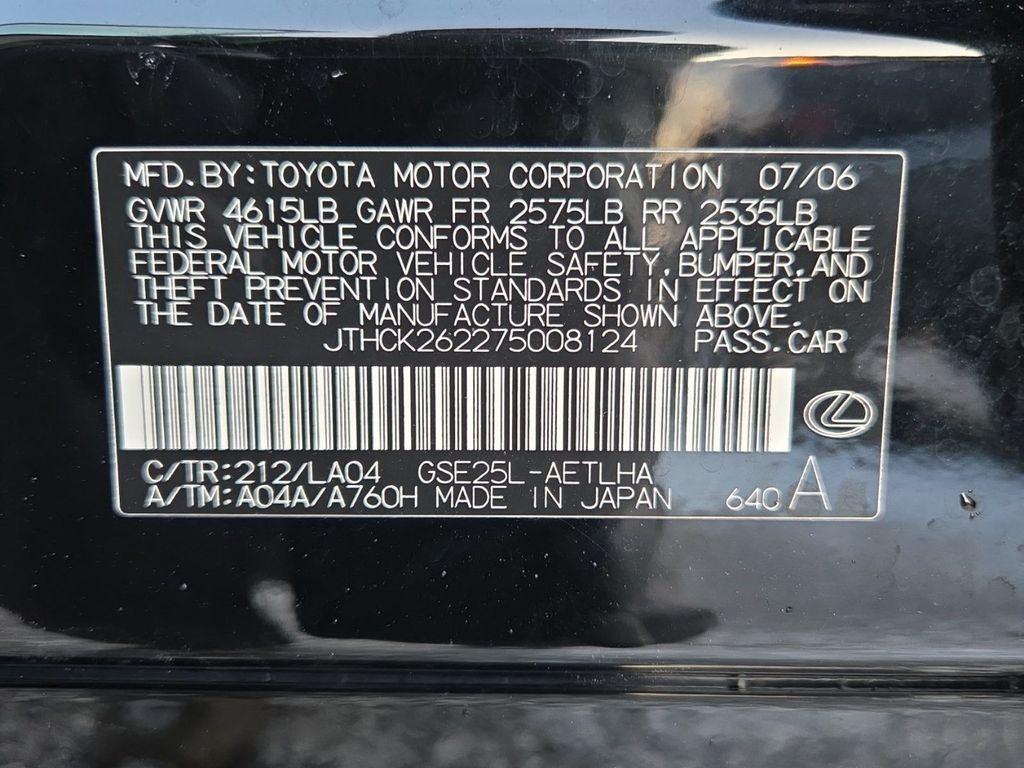 MFD.BY:TOYOTA MOTOR CORPORATION 07/06
GVWR 4615LB GAWR FR 2575LB RR 2535LB
THIS VEHICLE CONFORMS TO ALL APPLICABLE
FEDERAL MOTOR VEHICLE SAFETY,BUMPER,AND
THEFT PREVENTION STANDARDS IN EFFECT ON
THE DATE OF MANUFACTURE SHOWN ABOVE.
JTHCK262275008124 PASS.CAR
C/TR:212/LA04 GSE25L-AETLHA
A/TM:A04A/A760H MADE IN JAPAN 640 A